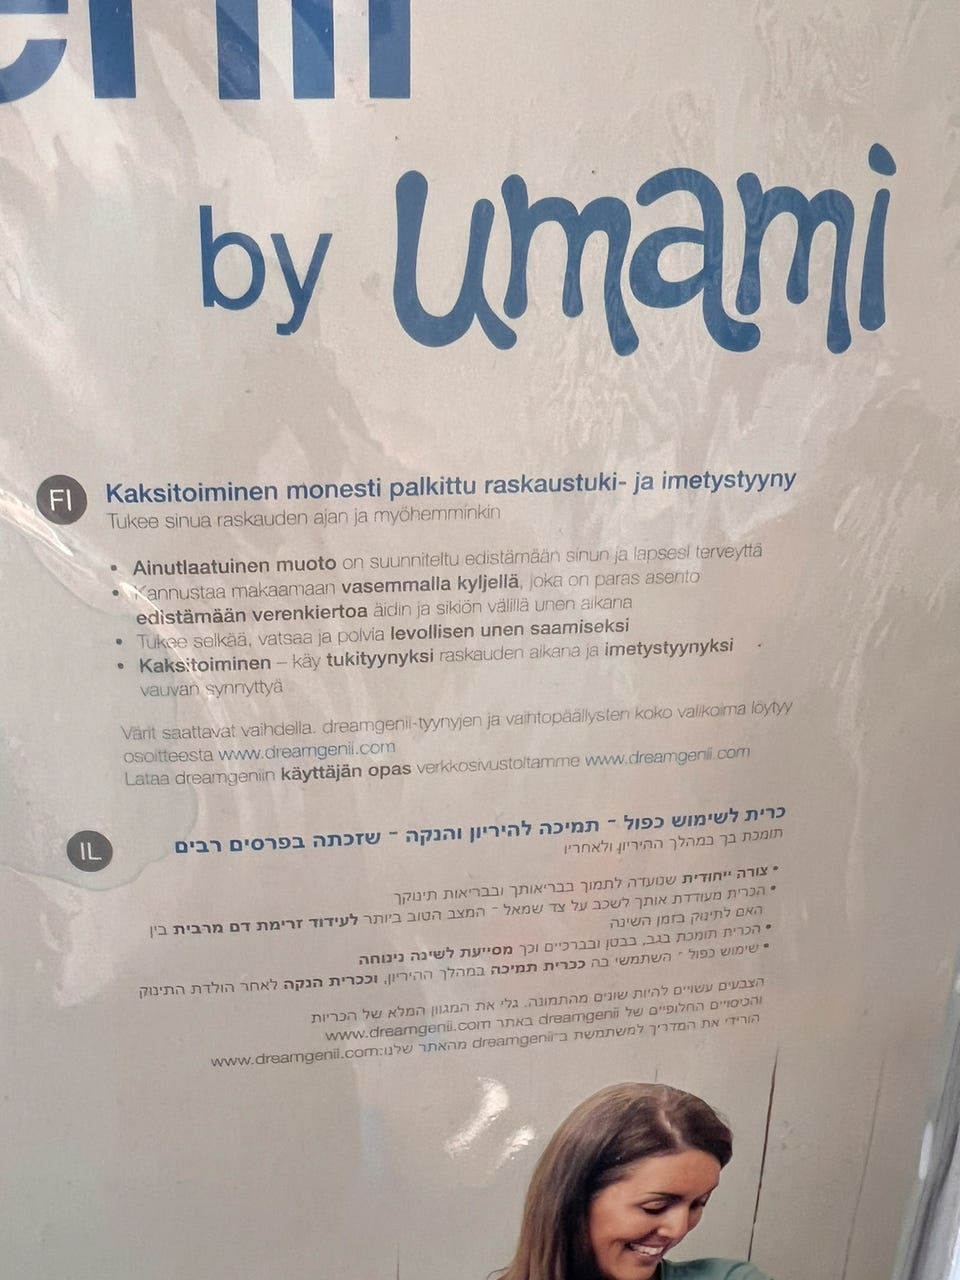 by umami
FI
Kaksitoiminen monesti palkittu raskaustuki- ja imetystyyny
Tukee sinua raskauden ajan ja myöhemminkin
• Ainutlaatuinen muoto on suunniteltu edistämään sinun ja lapsesi terveyttä
• Kannustaa makaamaan vasemmalla kyljellä, joka on paras asento
edistämään verenkiertoa äidin ja sikiön välillä unen aikana
• Tukee selkää, vatsaa ja polvia levollisen unen saamiseksi
• Kaksitoiminen – käy tukityynyksi raskauden aikana ja imetystyynyksi
vauvan synnyttyä
Värit saattavat vaihdella. dreamgenii-tyynyjen ja vaihtopäällysten koko valikoima löytyy
osoitteesta www.dreamgenii.com
Lataa dreamgeniin käyttäjän opas verkkosivustoltamme www.dreamgenii.com
IL
כרית לשימוש כפול - תמיכה להיריון והנקה - שזכתה בפרסים רבים
תומכת בך במהלך ההיריון ולאחריו
• צורה ייחודית שנועדה לתמוך בבריאותך ובבריאות תינוקך
• הכרית מעודדת אותך לשכב על צד שמאל - המצב הטוב ביותר לעידוד זרימת דם מרבית בין
האם לתינוק בזמן השינה
• הכרית תומכת בגב, בבטן ובברכיים וכך מסייעת לשינה נינוחה
• שימוש כפול - השתמשי בה ככרית תמיכה במהלך ההיריון, וככרית הנקה לאחר הולדת התינוק
הצבעים עשויים להיות שונים מהתמונה. גלי את המגוון המלא של הכריות
והכיסויים החלופיים של dreamgenii באתר www.dreamgenii.com
הורידי את המדריך למשתמשת ב־dreamgenii מהאתר שלנו:www.dreamgenii.com